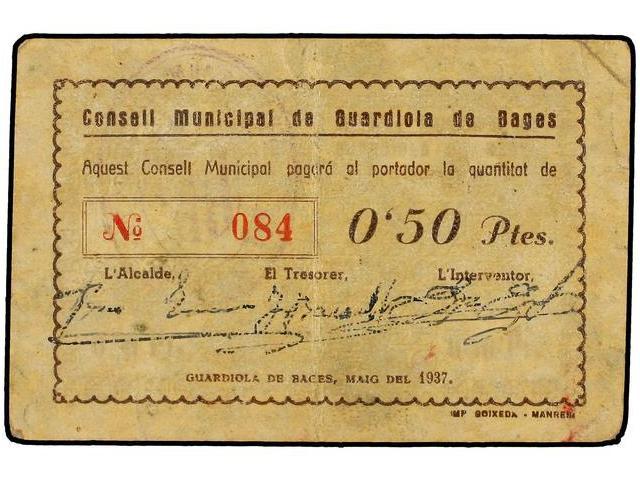 Consell Municipal de Guardiola de Bages
Aquest Consell Municipal pagará al portador la quantitat de
№ 084 0'50 Ptes.
L'Alcalde, El Tresorer, L'Interventor,
GUARDIOLA DE BAGES, MAIG DEL 1937.
IMP BOIXEDA - MANRESA